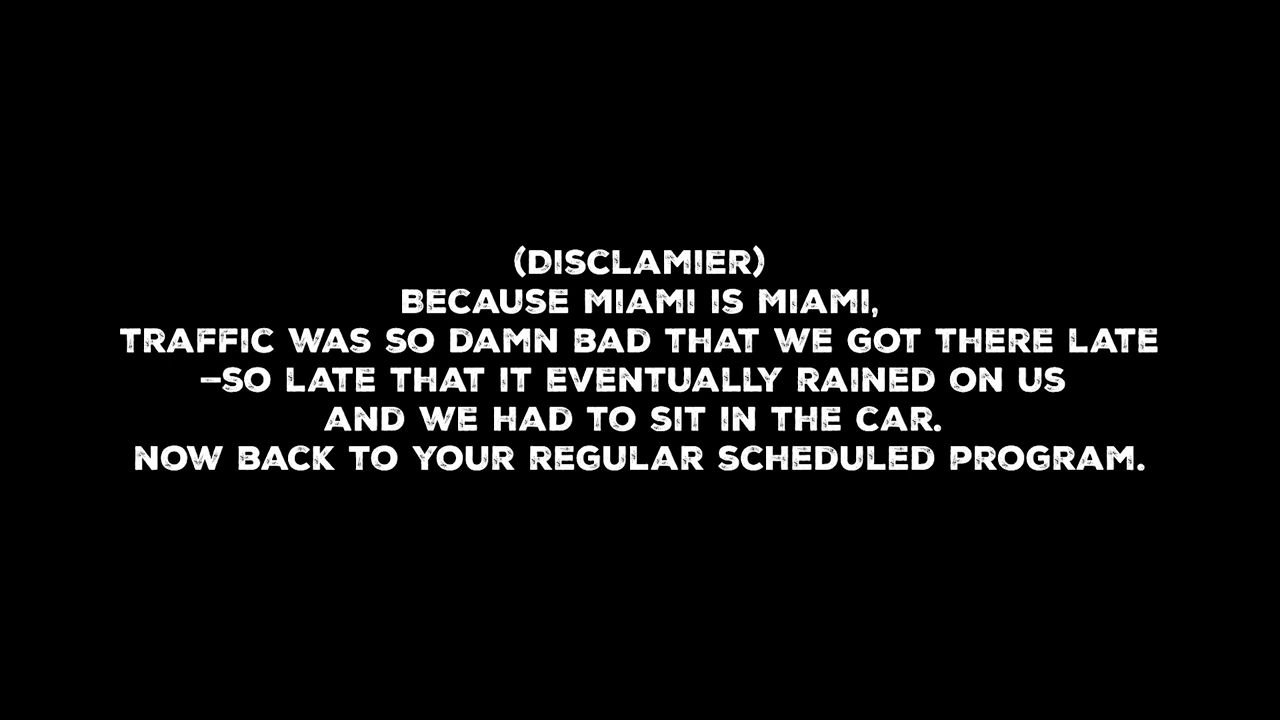 (DISCLAMIER)
BECAUSE MIAMI IS MIAMI,
TRAFFIC WAS SO DAMN BAD THAT WE GOT THERE LATE
–SO LATE THAT IT EVENTUALLY RAINED ON US
AND WE HAD TO SIT IN THE CAR.
NOW BACK TO YOUR REGULAR SCHEDULED PROGRAM.